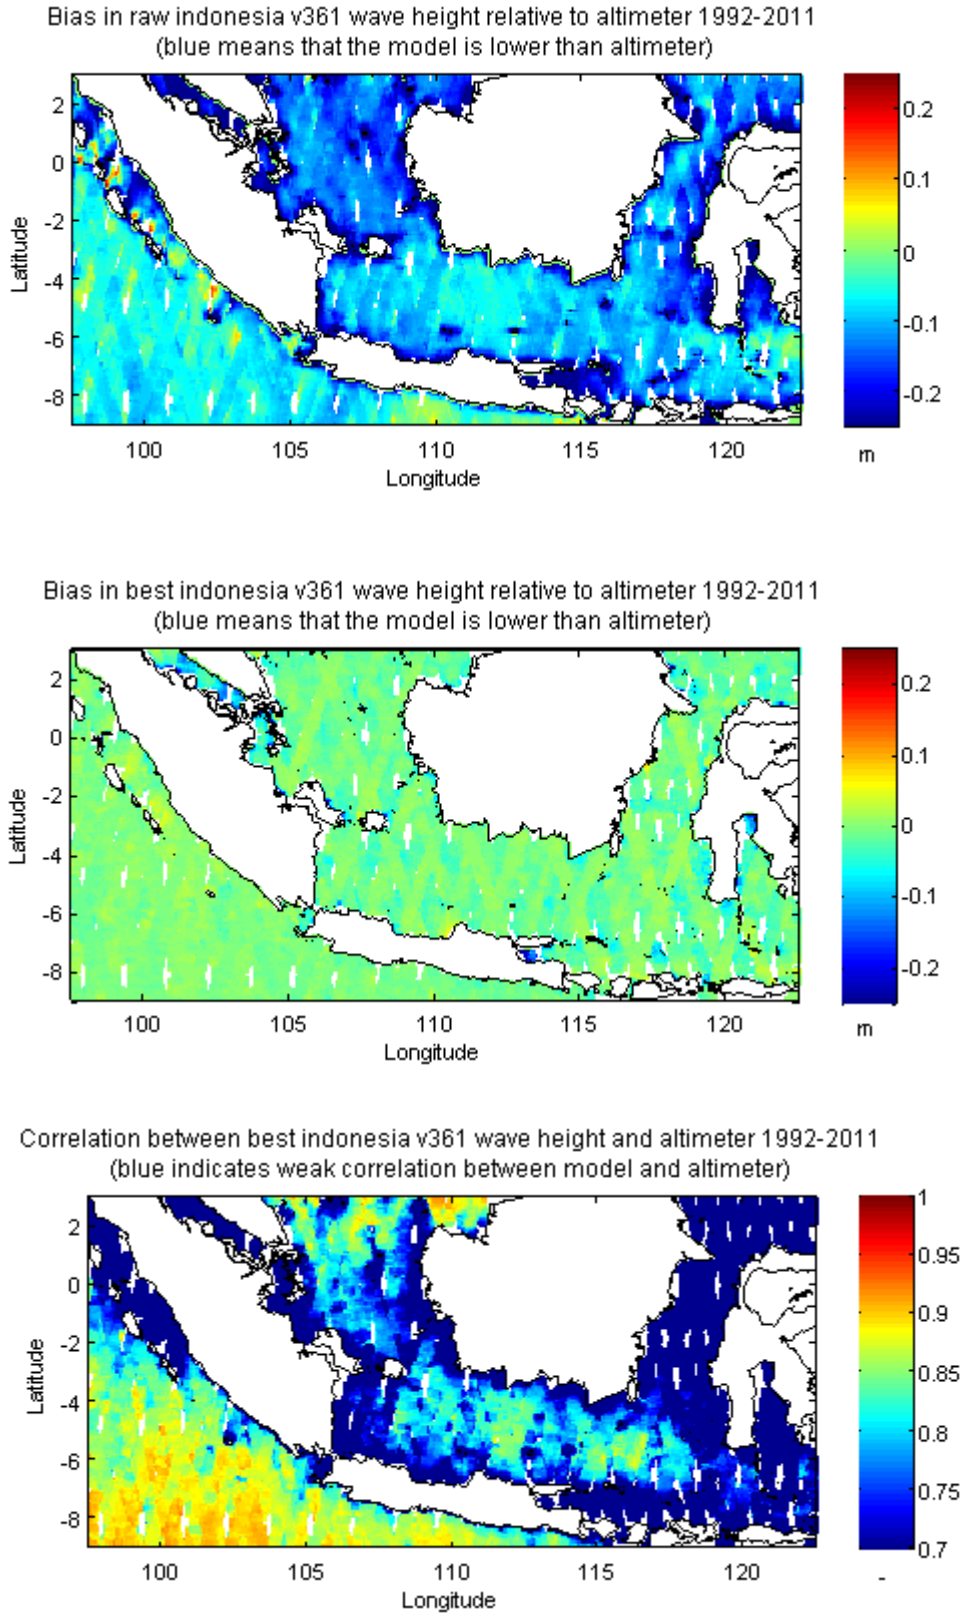 Bias in raw indonesia v361 wave height relative to altimeter 1992-2011
(blue means that the model is lower than altimeter)
2
0
-2
-4
-6
-8
Latitude
100 105 110 115 120
Longitude
0.2
0.1
0
-0.1
-0.2
m
Bias in best indonesia v361 wave height relative to altimeter 1992-2011
(blue means that the model is lower than altimeter)
2
0
-2
-4
-6
-8
Latitude
100 105 110 115 120
Longitude
0.2
0.1
0
-0.1
-0.2
m
Correlation between best indonesia v361 wave height and altimeter 1992-2011
(blue indicates weak correlation between model and altimeter)
2
0
-2
-4
-6
-8
Latitude
100 105 110 115 120
Longitude
1
0.95
0.9
0.85
0.8
0.75
0.7
-